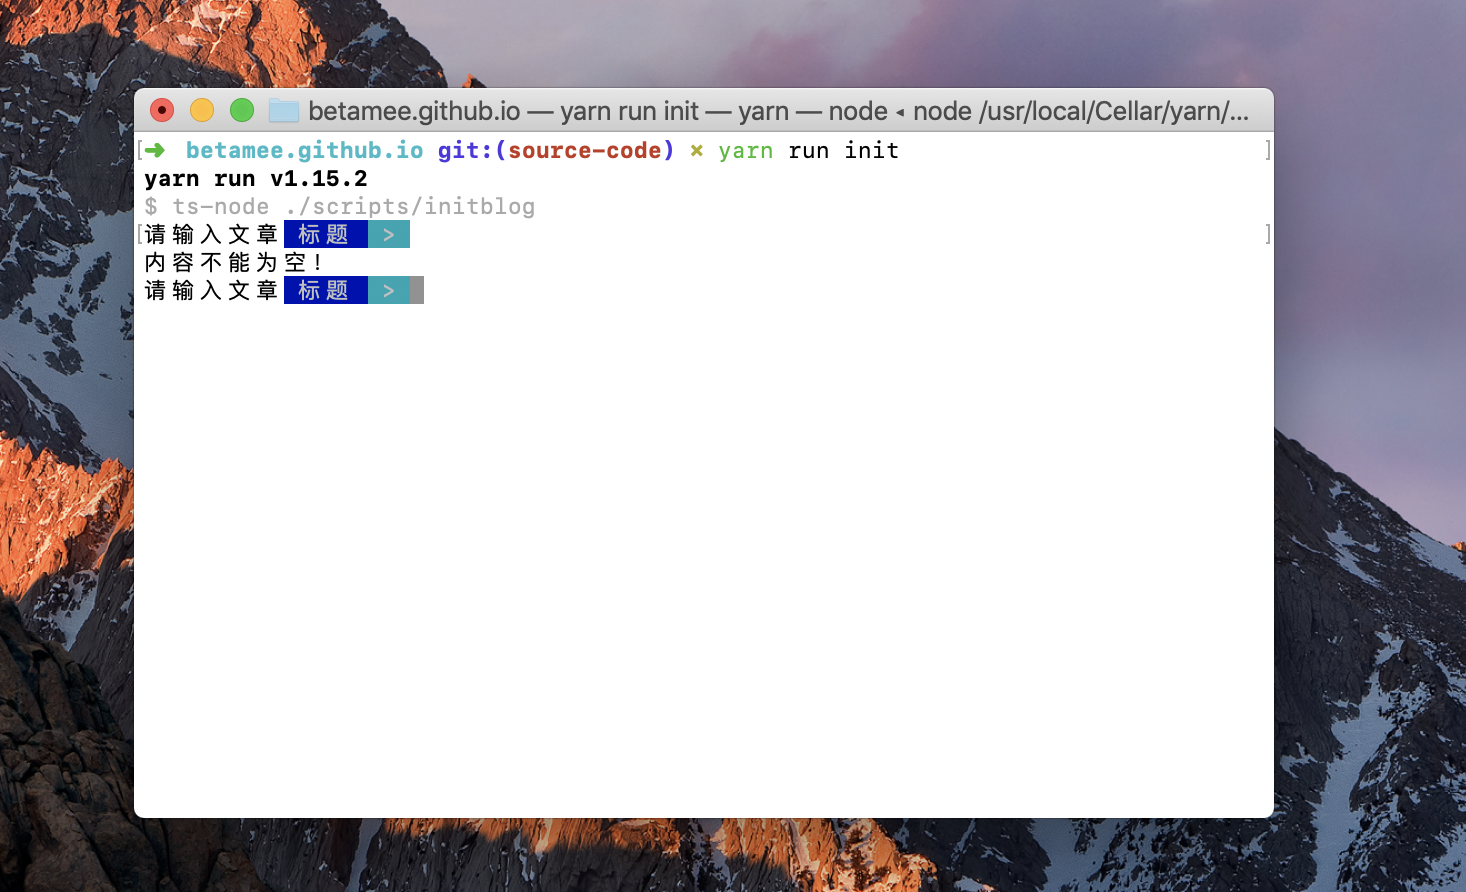 betamee.github.io — yarn run init — yarn — node ◂ node /usr/local/Cellar/yarn/...
[➜ betamee.github.io git:(source-code) ✗ yarn run init ]
yarn run v1.15.2
$ ts-node ./scripts/initblog
[请输入文章 标题 > ]
内容不能为空!
请输入文章 标题 >